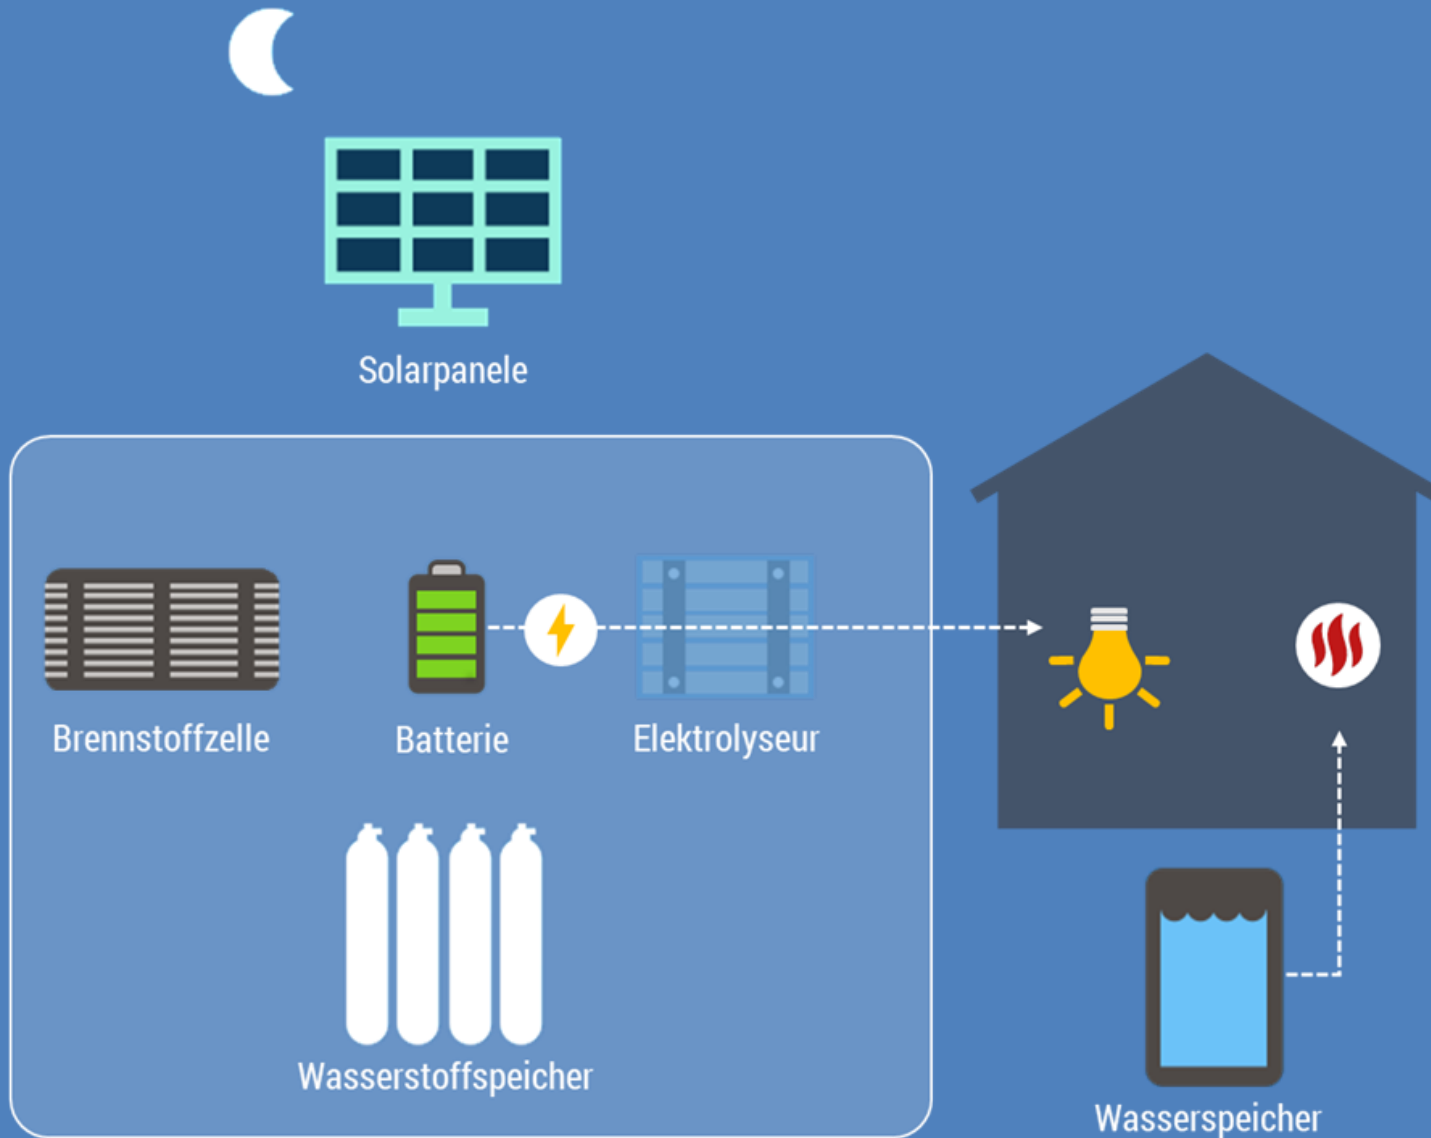 Solarpanele
Brennstoffzelle
Batterie
Elektrolyseur
Wasserstoffspeicher
Wasserspeicher